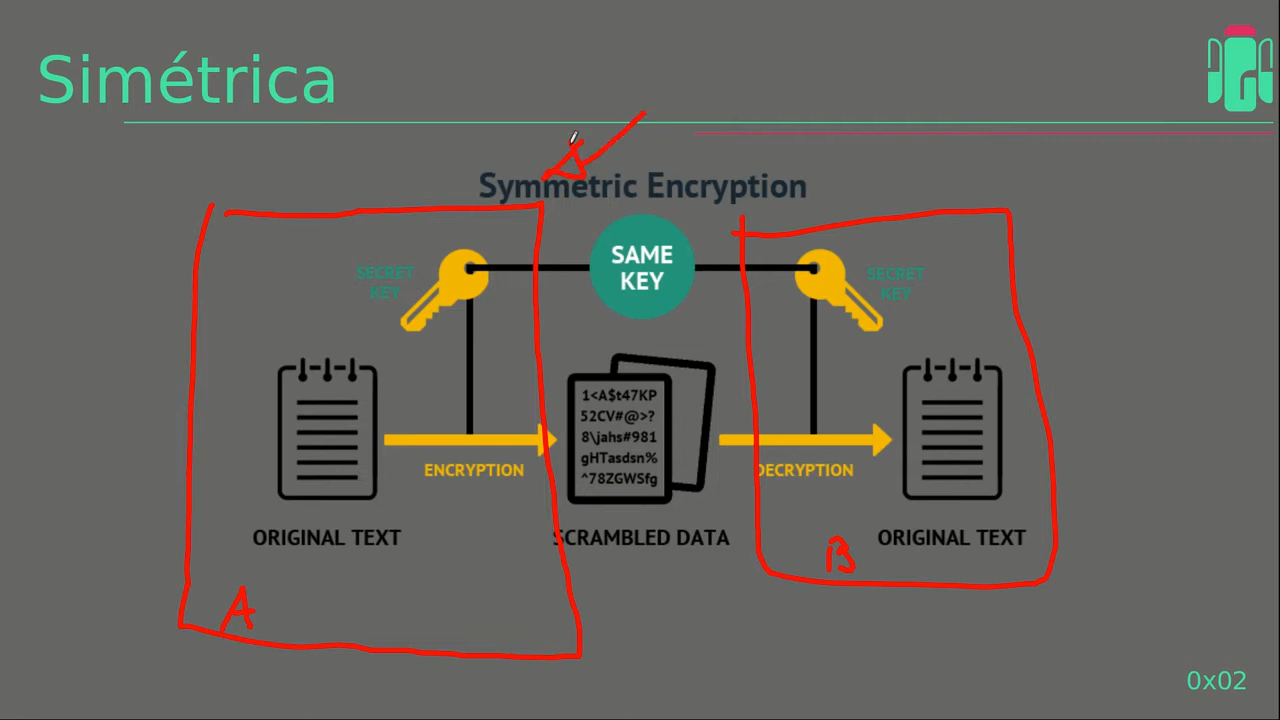 Simétrica
Symmetric Encryption
SECRET
KEY
SAME
KEY
SECRET
KEY
1<A$t47KP
52CV#@>?
8\jahs#981
gHTasdsn%
^78ZGWSfg
ENCRYPTION
DECRYPTION
ORIGINAL TEXT
SCRAMBLED DATA
ORIGINAL TEXT
A
B
0x02